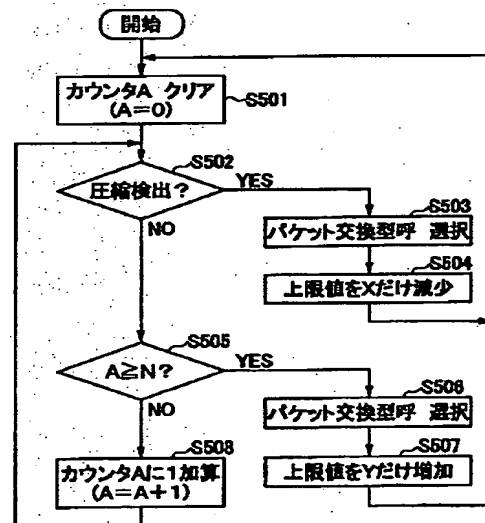 開始
カウンタA クリア
(A=0)
S501
S502
圧縮検出?
YES
NO
S503
パケット交換型呼 選択
S504
上限値をXだけ減少
S505
A≧N?
YES
NO
S506
パケット交換型呼 選択
S507
上限値をYだけ増加
S508
カウンタAに1加算
(A=A+1)